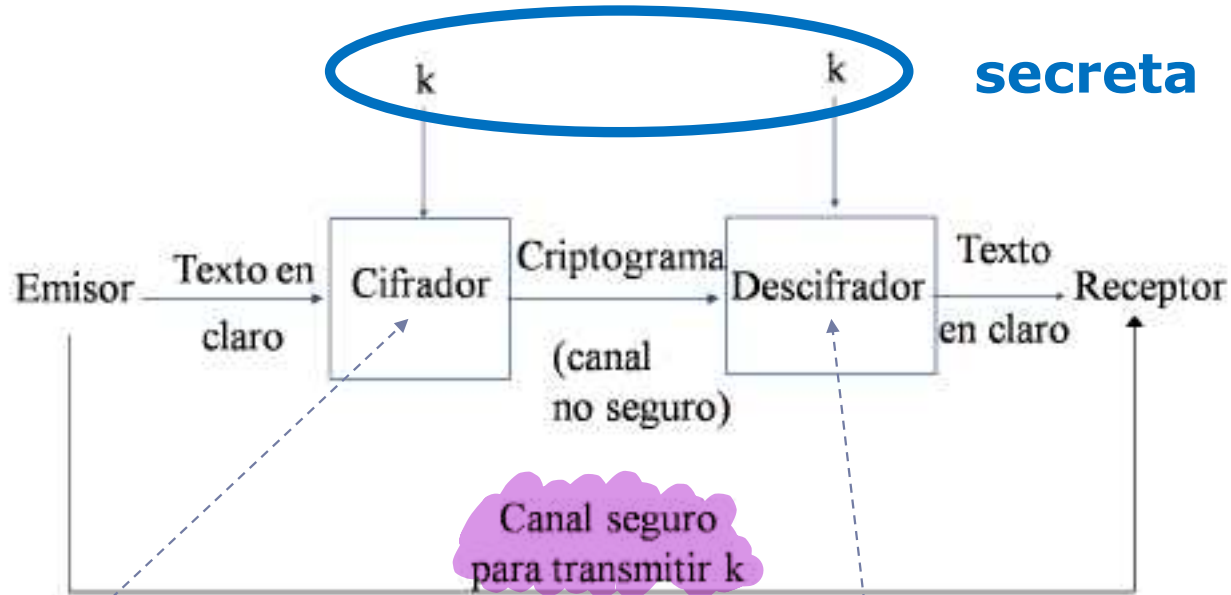 k
k
secreta
Emisor
Texto en
claro
Cifrador
Criptograma
(canal
no seguro)
Descifrador
Texto
en claro
Receptor
Canal seguro
para transmitir k